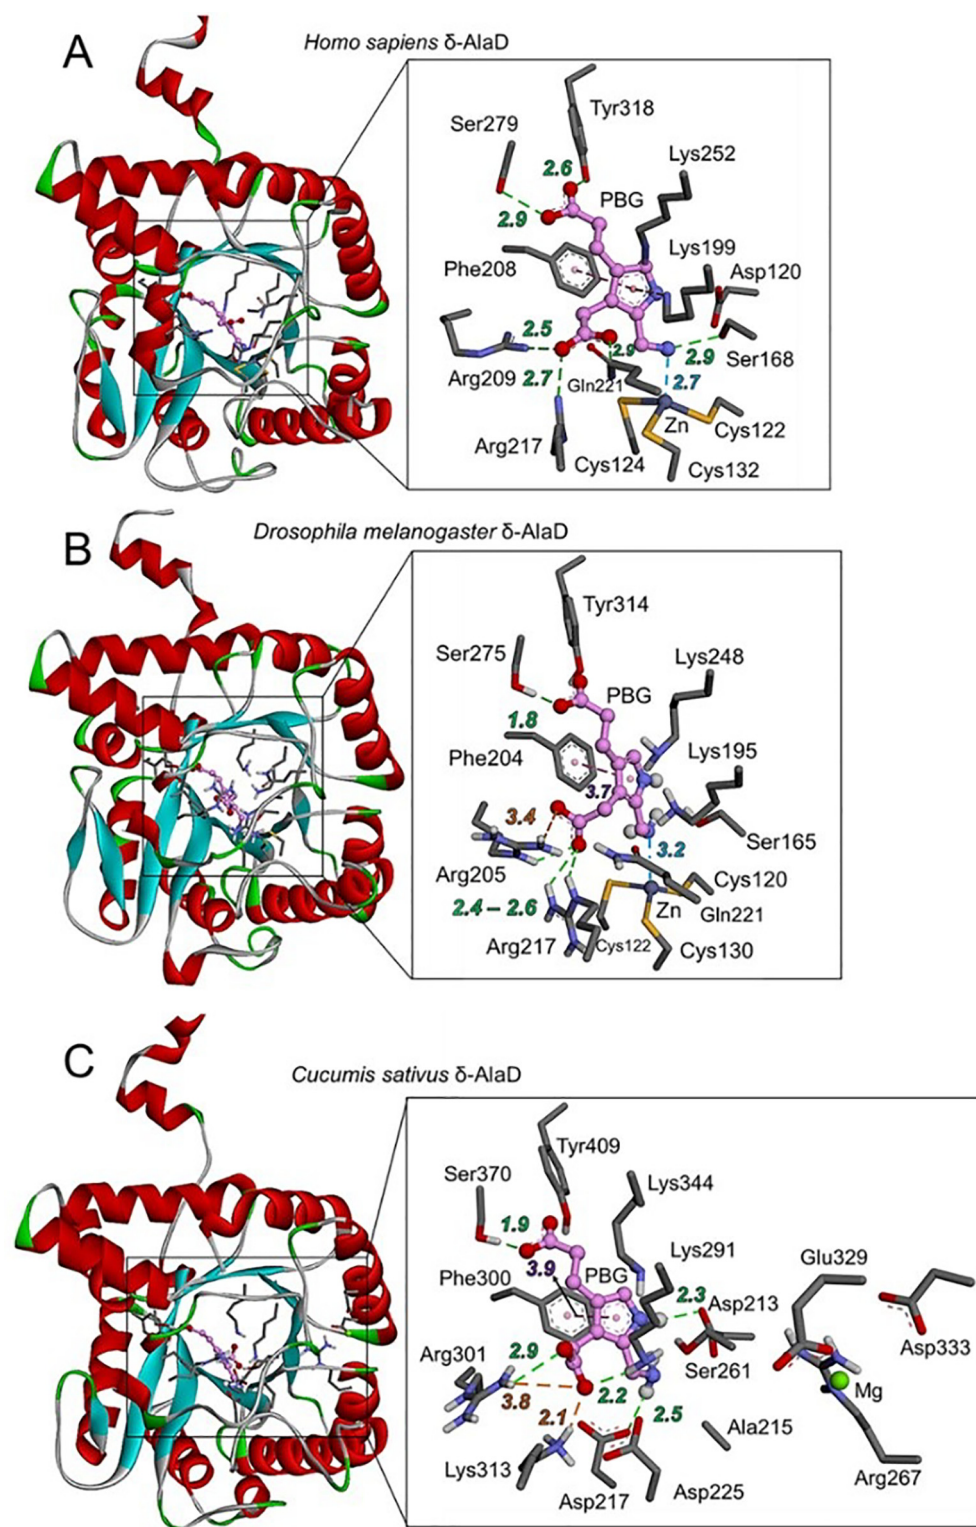 A
Homo sapiens δ-AlaD
Tyr318
Ser279
Lys252
2.6
PBG
2.9
Lys199
Phe208
Asp120
2.5
2.9
2.9
Ser168
Arg209
2.7
Gln221
2.7
Zn
Cys122
Arg217
Cys124
Cys132
B
Drosophila melanogaster δ-AlaD
Tyr314
Ser275
Lys248
PBG
1.8
Phe204
Lys195
3.7
3.4
Ser165
3.2
Arg205
Cys120
2.4 – 2.6
Zn
Gln221
Arg217
Cys122
Cys130
C
Cucumis sativus δ-AlaD
Tyr409
Ser370
Lys344
1.9
Lys291
3.9
PBG
Glu329
Phe300
2.3
Asp213
Asp333
2.9
Ser261
Arg301
3.8
2.2
Mg
2.1
2.5
Ala215
Lys313
Asp217
Asp225
Arg267